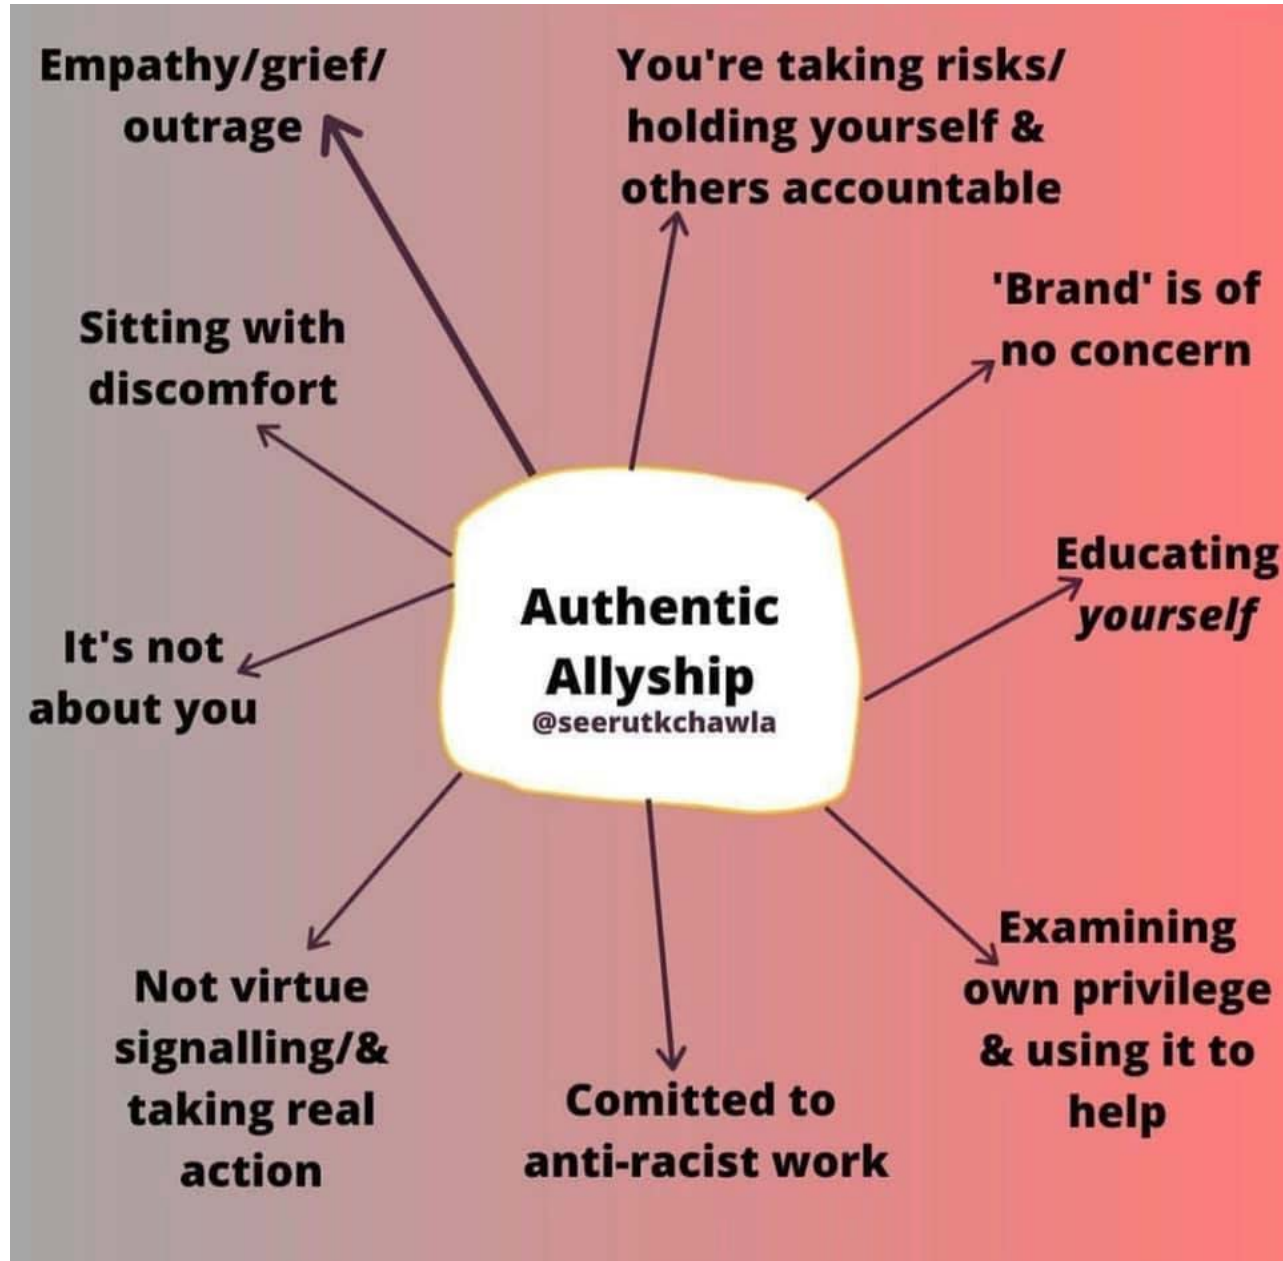 Empathy/grief/
outrage
You're taking risks/
holding yourself &
others accountable
'Brand' is of
no concern
Sitting with
discomfort
Educating
yourself
Authentic
Allyship
@seerutkchawla
It's not
about you
Examining
own privilege
& using it to
help
Not virtue
signalling/&
taking real
action
Comitted to
anti-racist work